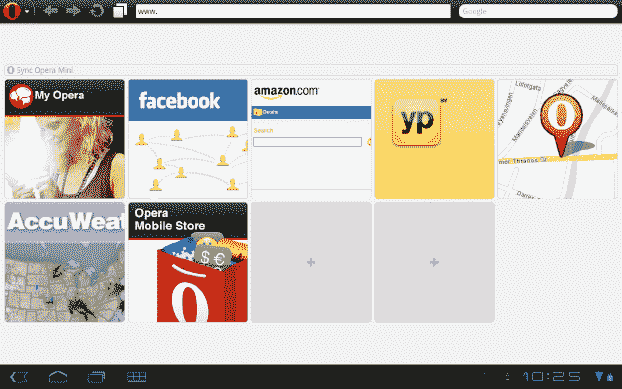 www.
Google
Sync Opera Mini
My Opera
facebook
amazon.com
Deals
Search
yp
SM
AccuWeat
Opera
Mobile Store
$€
10:25